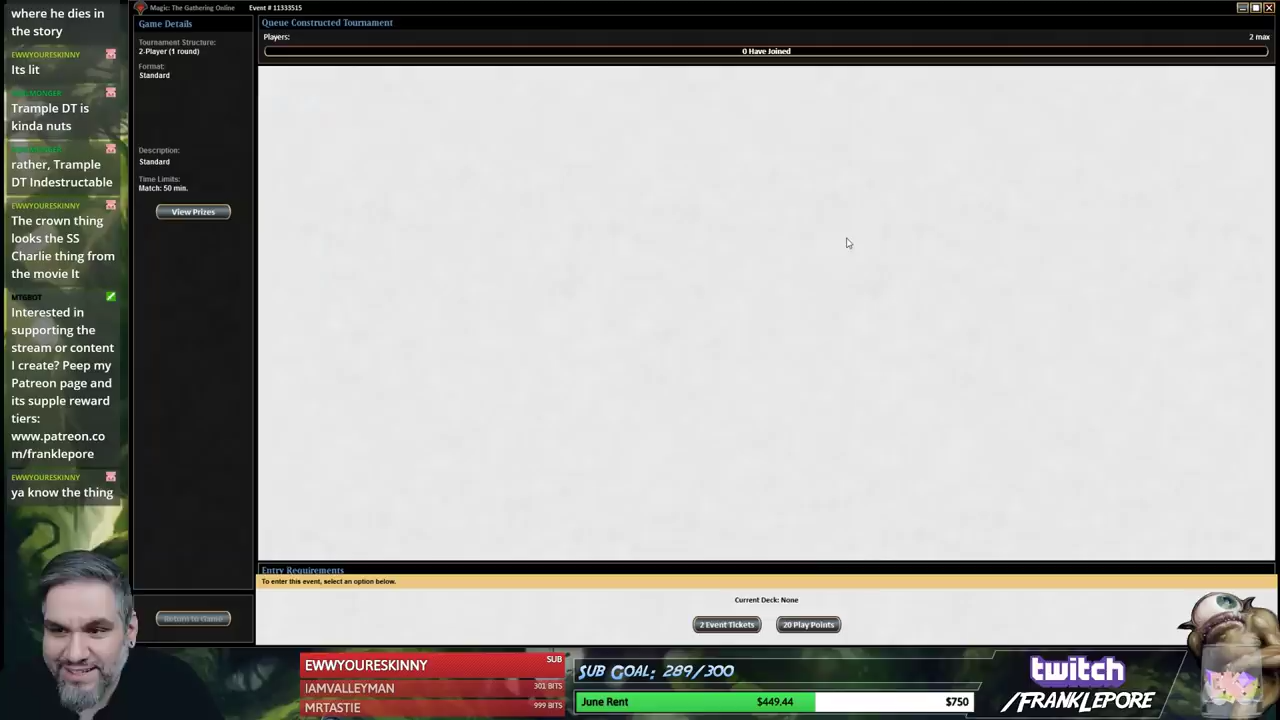 where he dies in
the story
EWWYOURESKINNY
Its lit
Trample DT is
kinda nuts
rather, Trample
DT Indestructable
EWWYOURESKINNY
The crown thing
looks the SS
Charlie thing from
the movie It
MTGBOT
Interested in
supporting the
stream or content
I create? Peep my
Patreon page and
its supple reward
tiers:
www.patreon.co
m/franklepore
EWWYOURESKINNY
ya know the thing
Magic: The Gathering Online Event # 11333515
Game Details
Tournament Structure:
2-Player (1 round)
Format:
Standard
Description:
Standard
Time Limits:
Match: 50 min.
View Prizes
Return to Game
Queue Constructed Tournament
Players: 2 max
0 Have Joined
Entry Requirements
To enter this event, select an option below.
Current Deck: None
2 Event Tickets 20 Play Points
EWWYOURESKINNY SUB
IAMVALLEYMAN 301 BITS
MRTASTIE 999 BITS
SUB GOAL: 289/300
June Rent $449.44 $750
twitch
/FRANKLEPORE